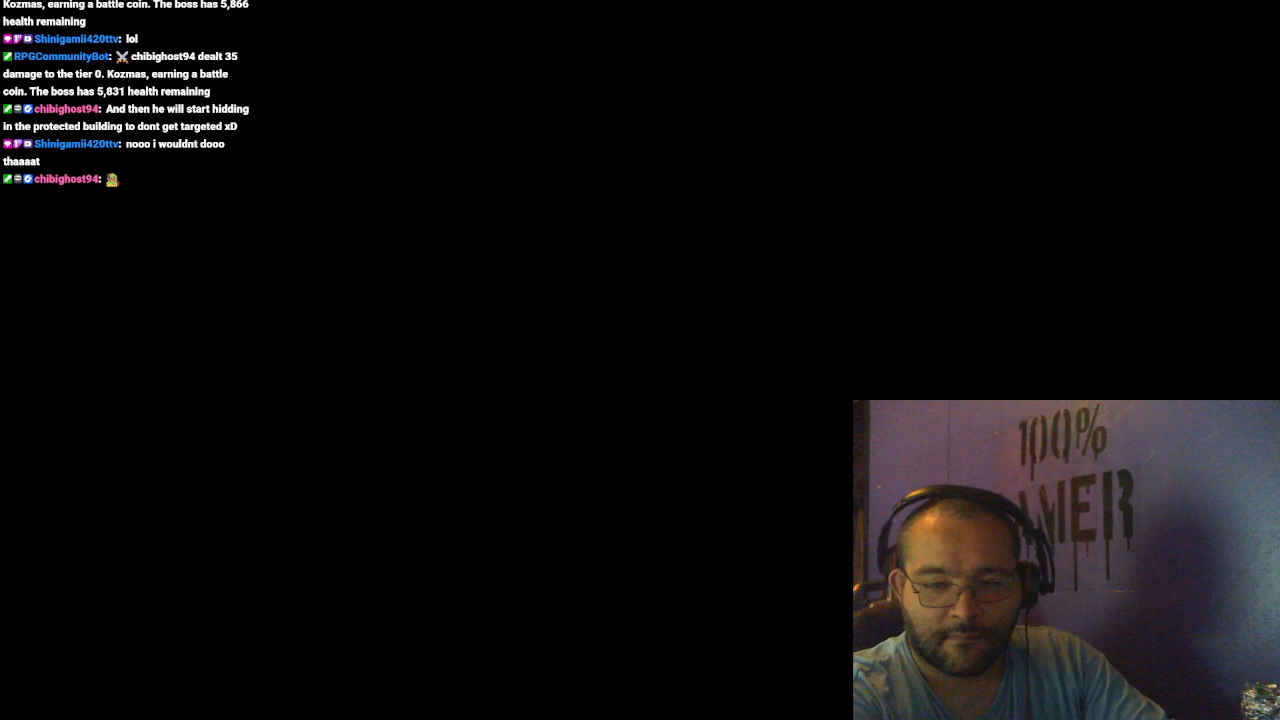 Kozmas, earning a battle coin. The boss has 5,866
health remaining
Shinigamii420ttv: lol
RPGCommunityBot: ⚔ chibighost94 dealt 35
damage to the tier 0. Kozmas, earning a battle
coin. The boss has 5,831 health remaining
chibighost94: And then he will start hidding
in the protected building to dont get targeted xD
Shinigamii420ttv: nooo i wouldnt dooo
thaaaat
chibighost94:
100%
AMER